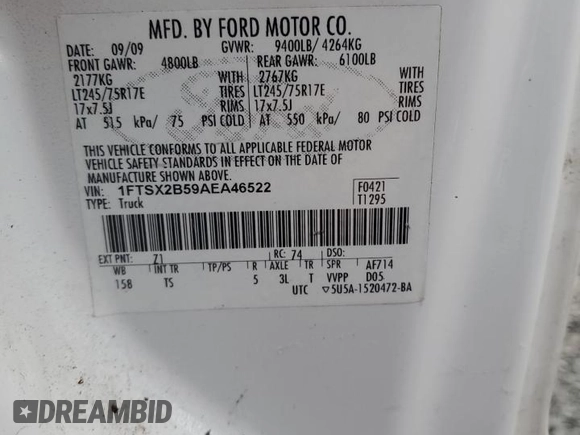 MFD. BY FORD MOTOR CO.
DATE: 09/09 GVWR: 9400LB/ 4264KG
FRONT GAWR: 4800LB REAR GAWR: 6100LB
2177KG WITH 2767KG WITH
LT245/75R17E TIRES LT245/75R17E TIRES
17x7.5J RIMS 17x7.5J RIMS
AT 515 kPa/ 75 PSI COLD AT 550 kPa/ 80 PSI COLD
THIS VEHICLE CONFORMS TO ALL APPLICABLE FEDERAL MOTOR
VEHICLE SAFETY STANDARDS IN EFFECT ON THE DATE OF
MANUFACTURE SHOWN ABOVE.
VIN: 1FTSX2B59AEA46522 F0421
TYPE: Truck T1295
EXT PNT: Z1 RC: 74 DSO:
WB INT TR TP/PS R AXLE TR SPR AF714
158 TS 5 3L T VVPP D05
UTC ▽5U5A-1520472-BA
DREAMBID